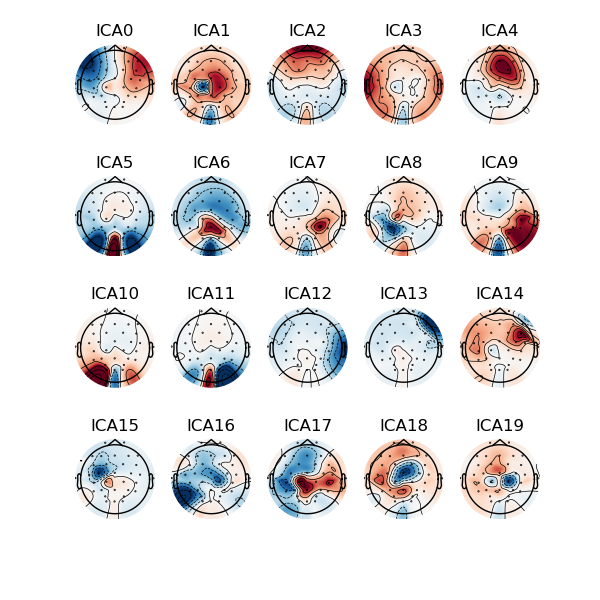 ICA0 ICA1 ICA2 ICA3 ICA4
ICA5 ICA6 ICA7 ICA8 ICA9
ICA10 ICA11 ICA12 ICA13 ICA14
ICA15 ICA16 ICA17 ICA18 ICA19